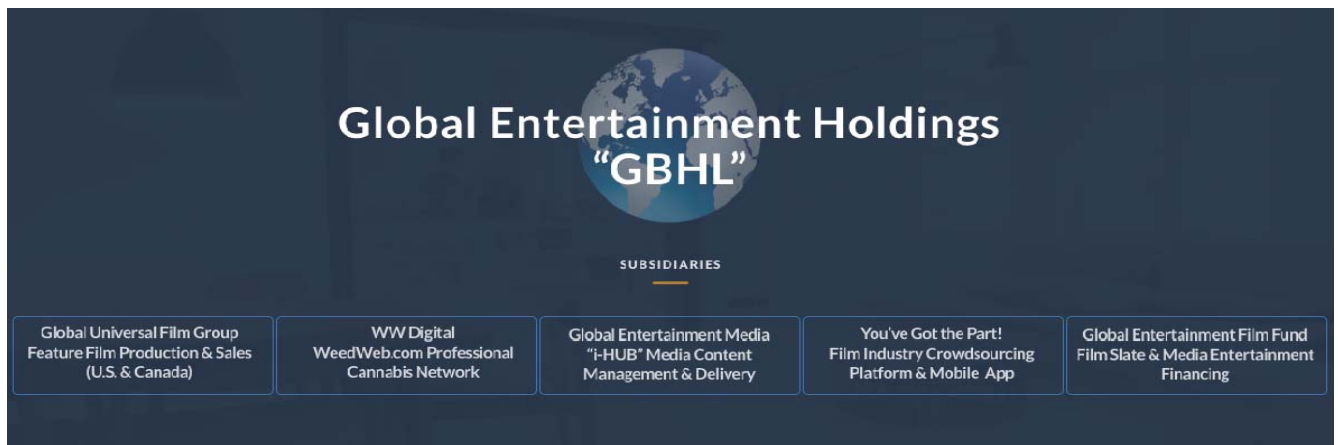 Global Entertainment Holdings
“GBHL”
SUBSIDIARIES
Global Universal Film Group
Feature Film Production & Sales
(U.S. & Canada)
WW Digital
WeedWeb.com Professional
Cannabis Network
Global Entertainment Media
“i-HUB” Media Content
Management & Delivery
You've Got the Part!
Film Industry Crowdsourcing
Platform & Mobile App
Global Entertainment Film Fund
Film Slate & Media Entertainment
Financing